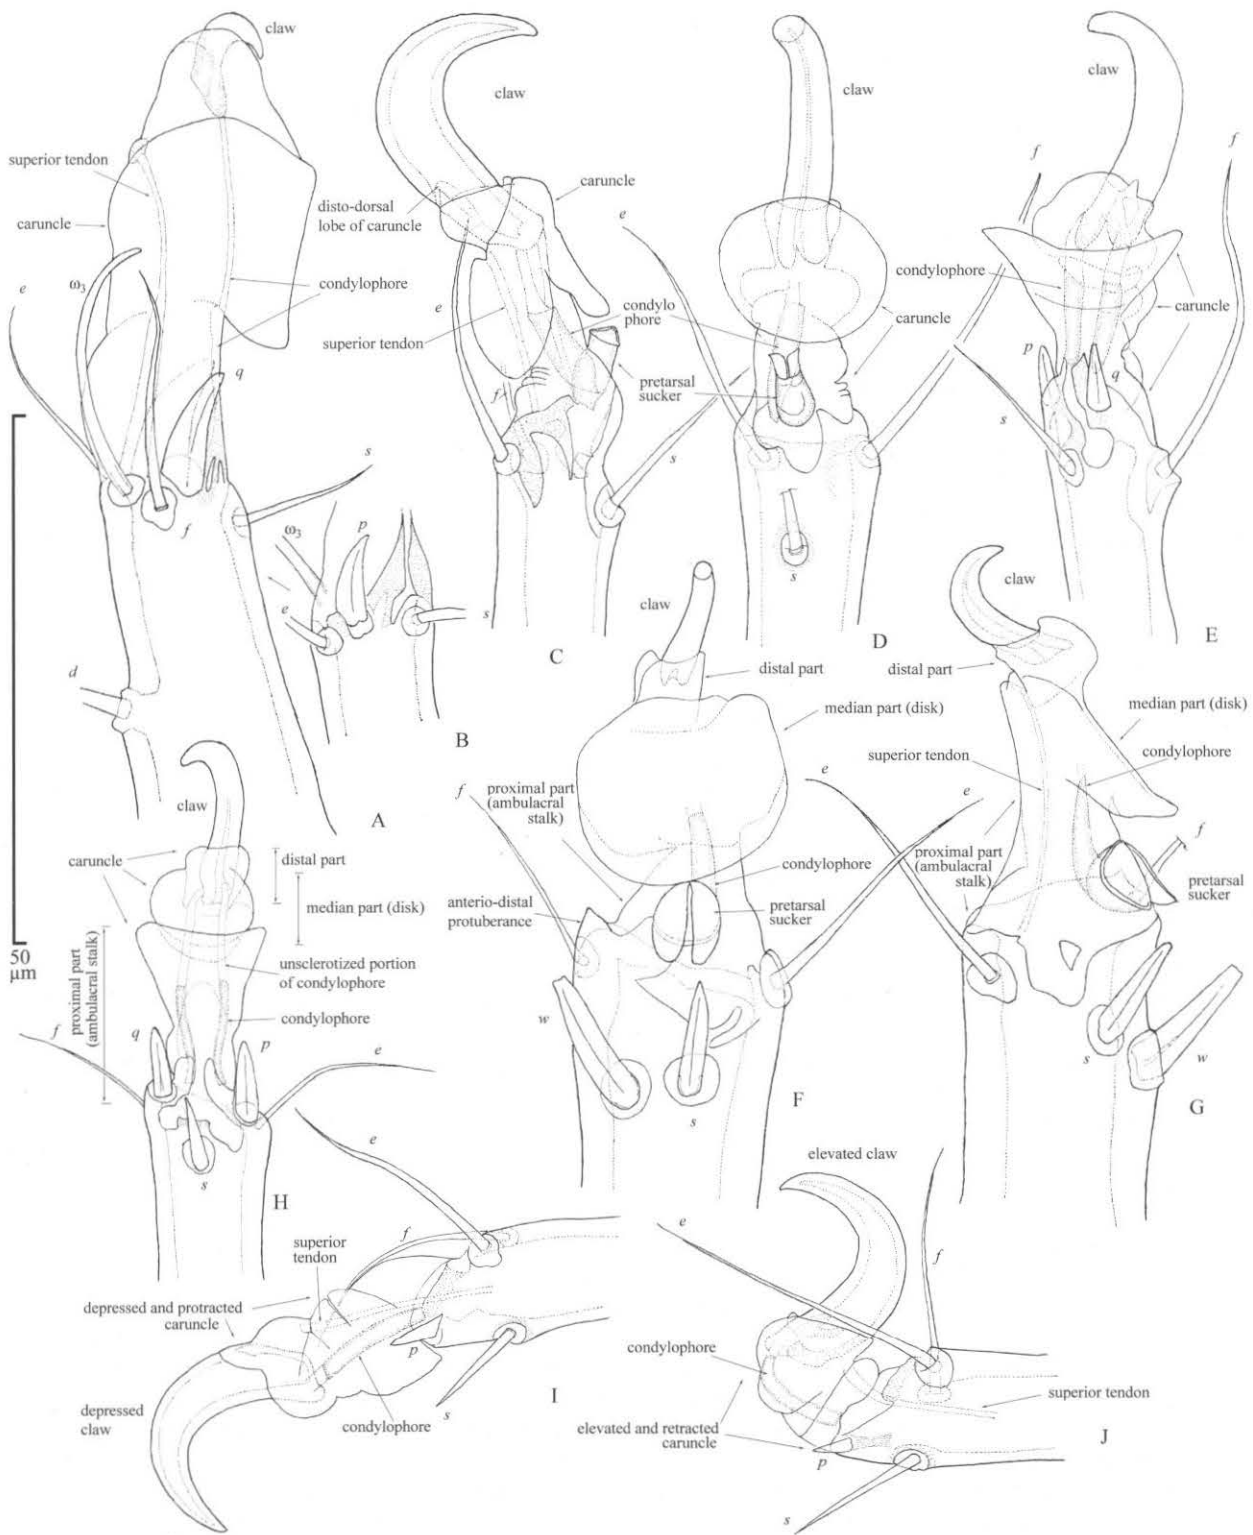 claw
superior tendon
caruncle
e
ω3
condylophore
q
s
f
d
A
ω3
p
e
s
B
claw
caruncle
disto-dorsal
lobe of caruncle
e
condylo
phore
superior tendon
f
pretarsal
sucker
s
C
claw
e
caruncle
s
D
claw
f
f
condylophore
caruncle
p
q
s
E
claw
distal part
median part (disk)
f
proximal part
(ambulacral
stalk)
e
condylophore
anterio-distal
protuberance
pretarsal
sucker
w
s
F
claw
distal part
median part (disk)
superior tendon
condylophore
e
proximal part
(ambulacral
stalk)
f
pretarsal
sucker
s
w
G
50
µm
claw
caruncle
distal part
median part (disk)
proximal part
(ambulacral stalk)
unsclerotized portion
of condylophore
condylophore
f
q
p
e
s
H
e
superior
tendon
f
depressed and protracted
caruncle
p
s
depressed
claw
condylophore
I
elevated claw
e
f
condylophore
superior tendon
elevated and retracted
caruncle
p
s
J